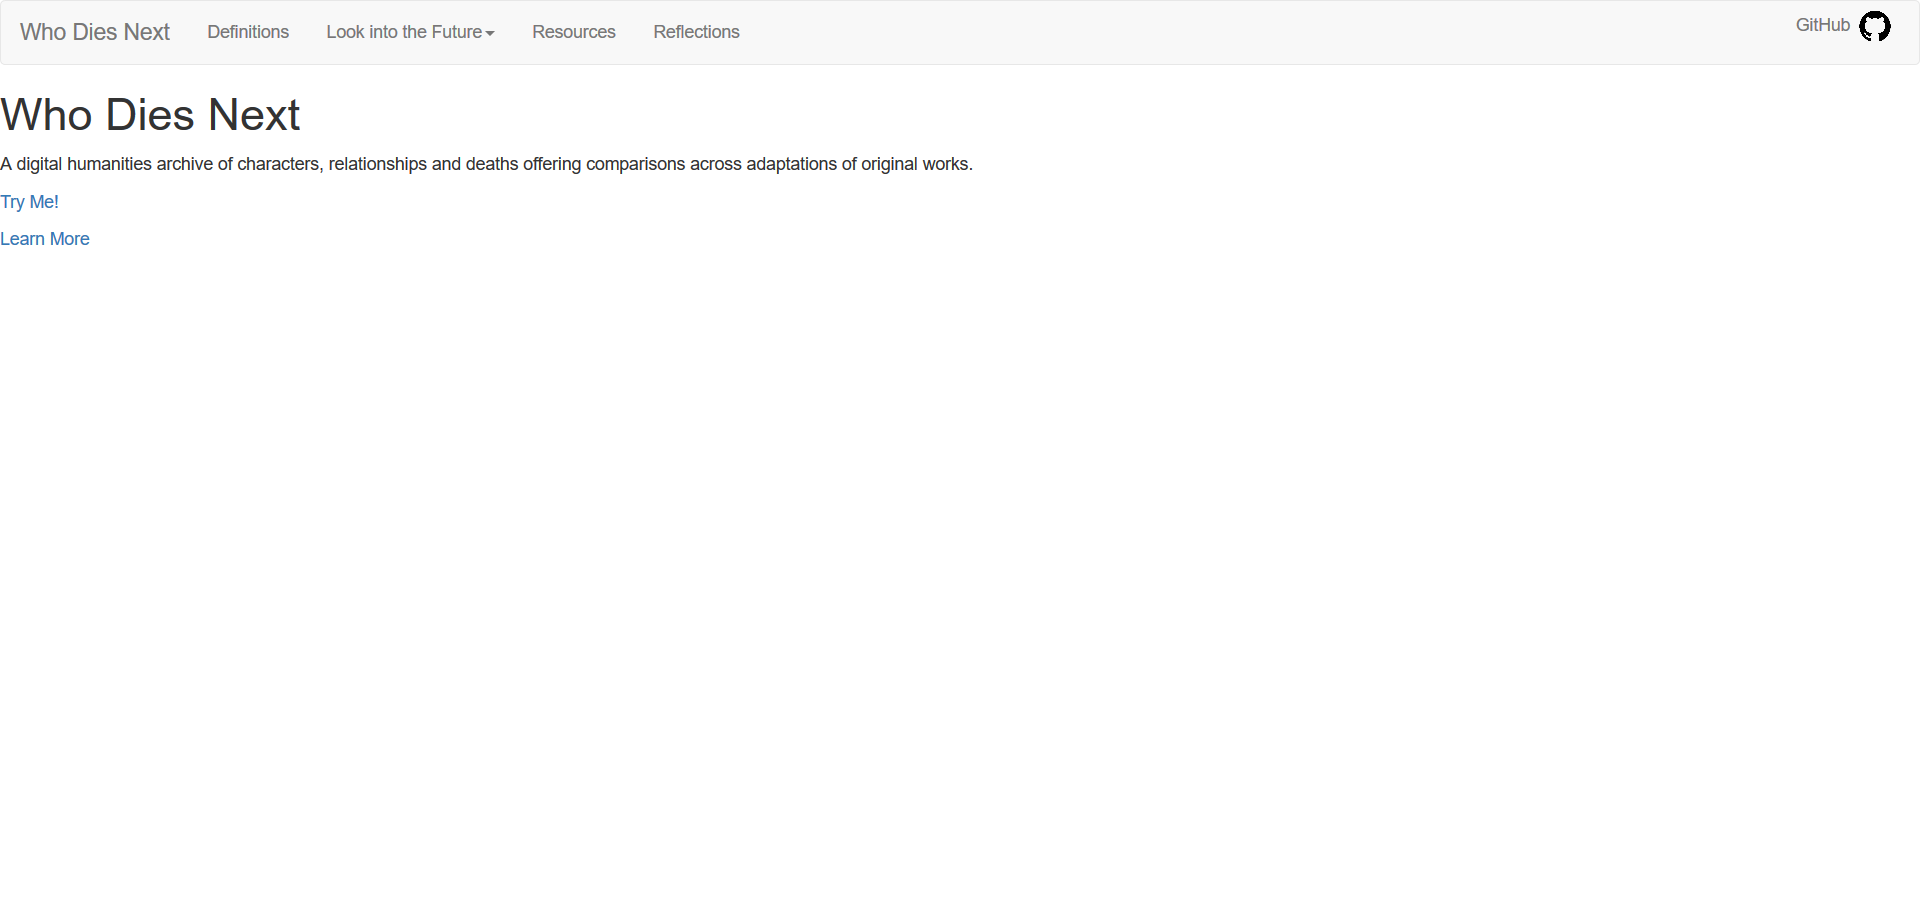 Who Dies Next Definitions Look into the Future Resources Reflections GitHub
Who Dies Next
A digital humanities archive of characters, relationships and deaths offering comparisons across adaptations of original works.
Try Me!
Learn More